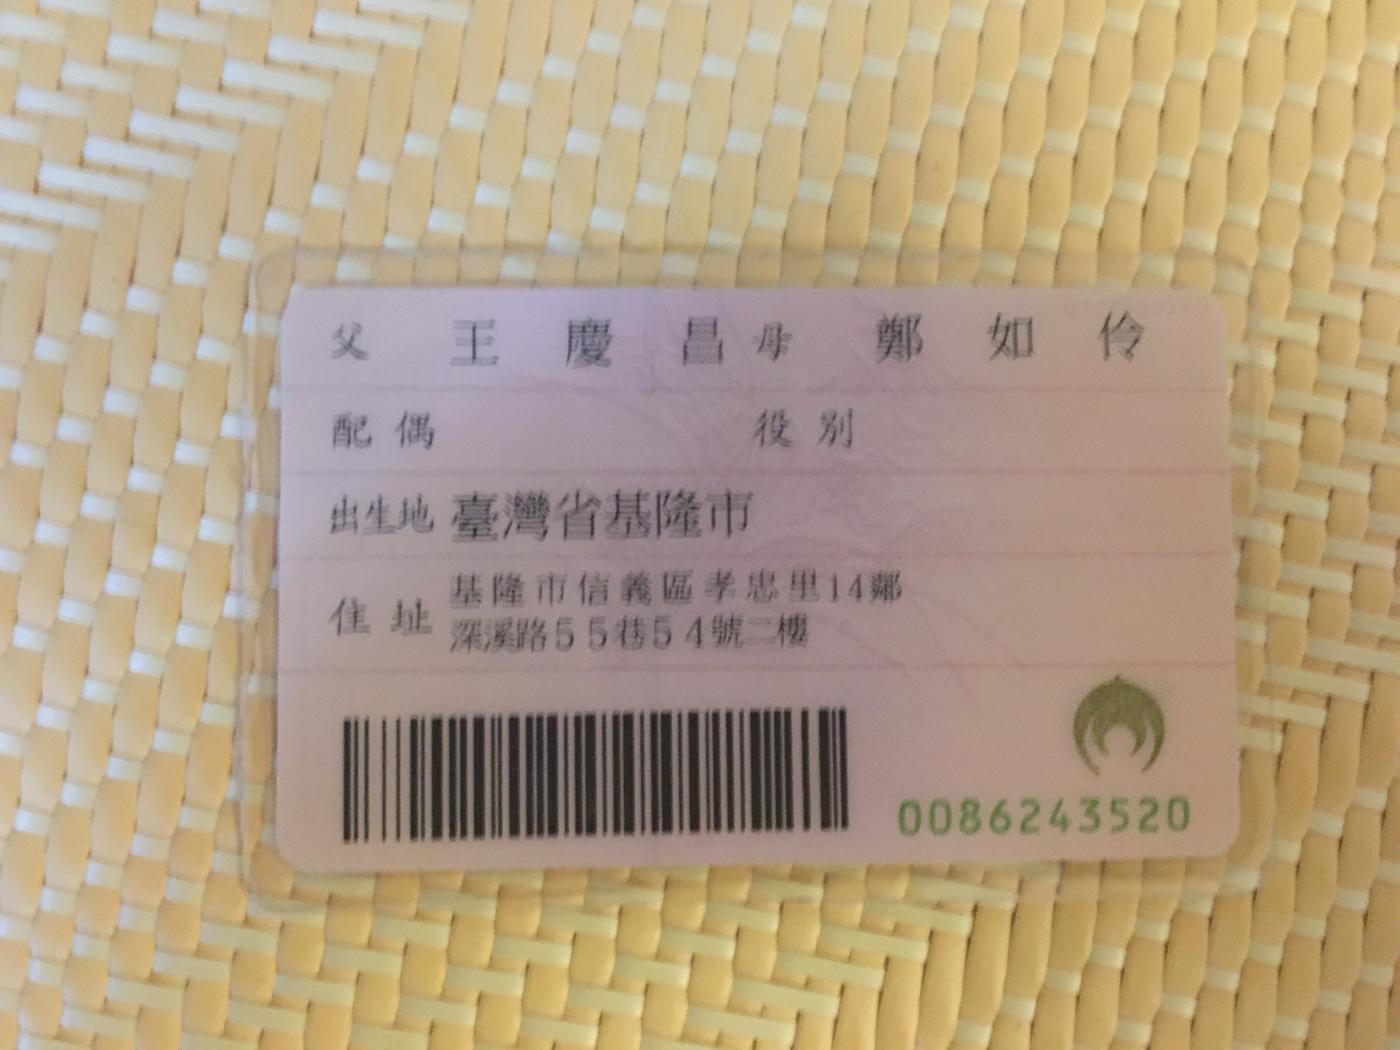 父 王慶昌 母 鄭如伶
配偶 役別
出生地 臺灣省基隆市
住址 基隆市信義區孝忠里14鄰
深溪路55巷54號二樓
0086243520